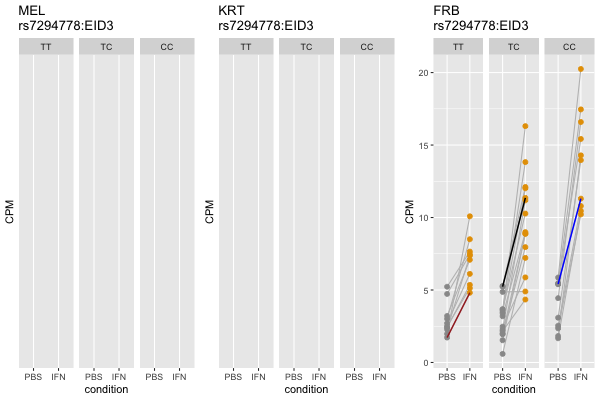 MEL
rs7294778:EID3
TT TC CC
CPM
PBS IFN PBS IFN PBS IFN
condition
KRT
rs7294778:EID3
TT TC CC
CPM
PBS IFN PBS IFN PBS IFN
condition
FRB
rs7294778:EID3
TT TC CC
CPM
20
15
10
5
0
PBS IFN PBS IFN PBS IFN
condition